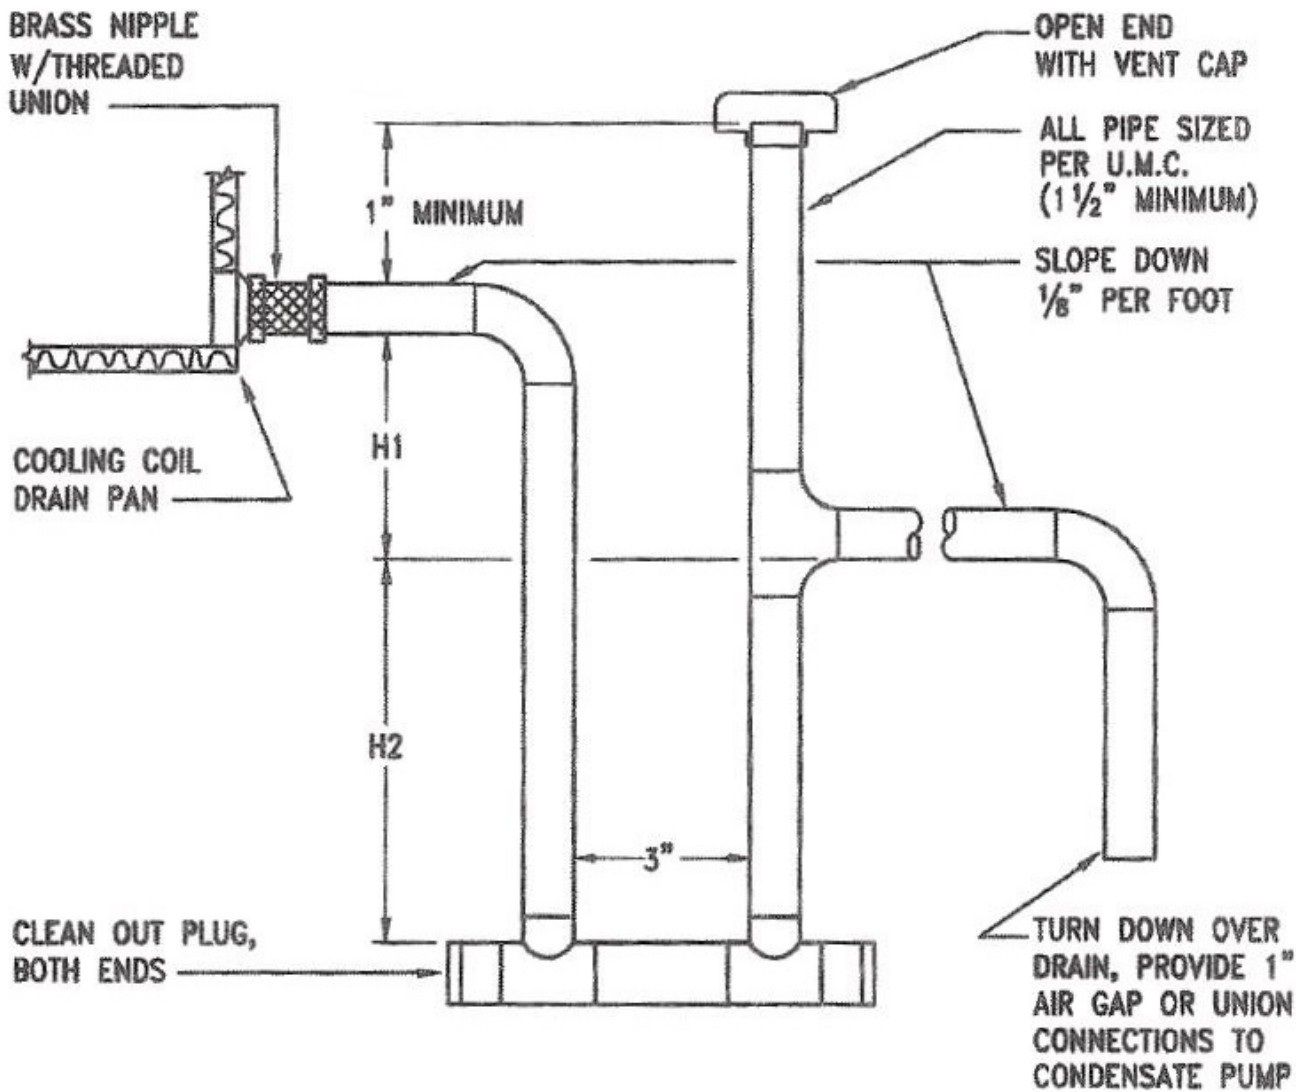 BRASS NIPPLE
W/THREADED
UNION
OPEN END
WITH VENT CAP
ALL PIPE SIZED
PER U.M.C.
(1 ½" MINIMUM)
1" MINIMUM
SLOPE DOWN
⅛" PER FOOT
COOLING COIL
DRAIN PAN
H1
H2
3"
CLEAN OUT PLUG,
BOTH ENDS
TURN DOWN OVER
DRAIN, PROVIDE 1"
AIR GAP OR UNION
CONNECTIONS TO
CONDENSATE PUMP